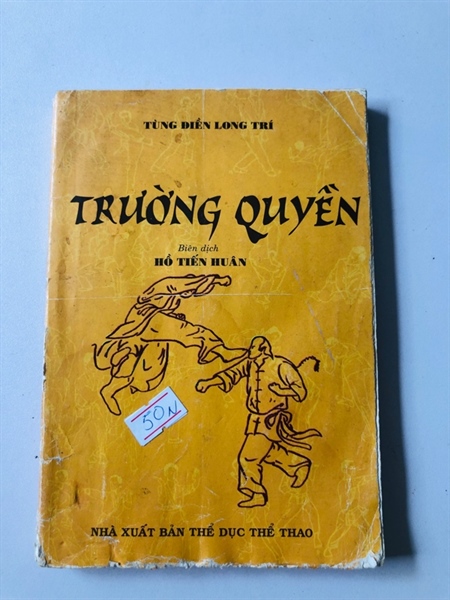 TÙNG ĐIỀN LONG TRÍ
TRƯỜNG QUYỀN
Biên dịch
HỒ TIẾN HUÂN
50N
NHÀ XUẤT BẢN THỂ DỤC THỂ THAO